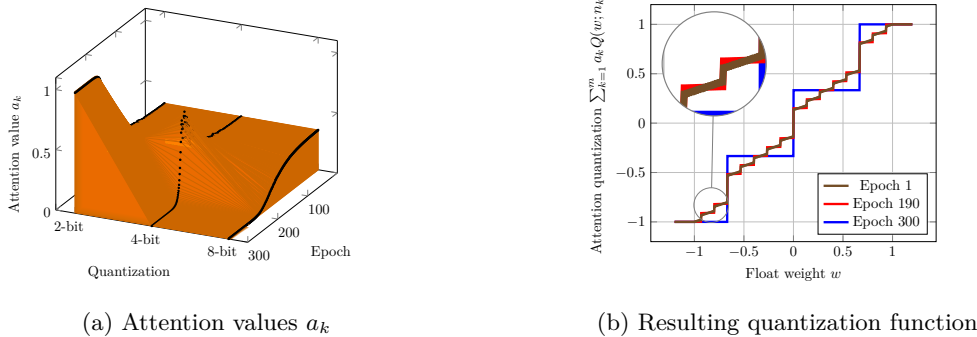 Attention value a_k
1
0.5
0
2-bit
4-bit
8-bit
Quantization
300
200
100
Epoch
(a) Attention values a_k
Attention quantization ∑_{k=1}^{m} a_k Q(w; n_k
1
0.5
0
−0.5
−1
−1
−0.5
0
0.5
1
Float weight w
Epoch 1
Epoch 190
Epoch 300
(b) Resulting quantization function